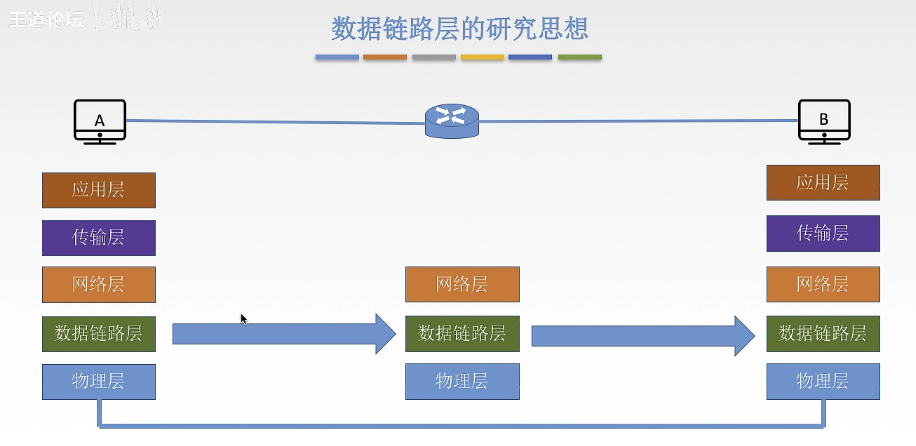 王道论坛
bilibili
数据链路层的研究思想
A
B
应用层
传输层
网络层
数据链路层
物理层
网络层
数据链路层
物理层
应用层
传输层
网络层
数据链路层
物理层